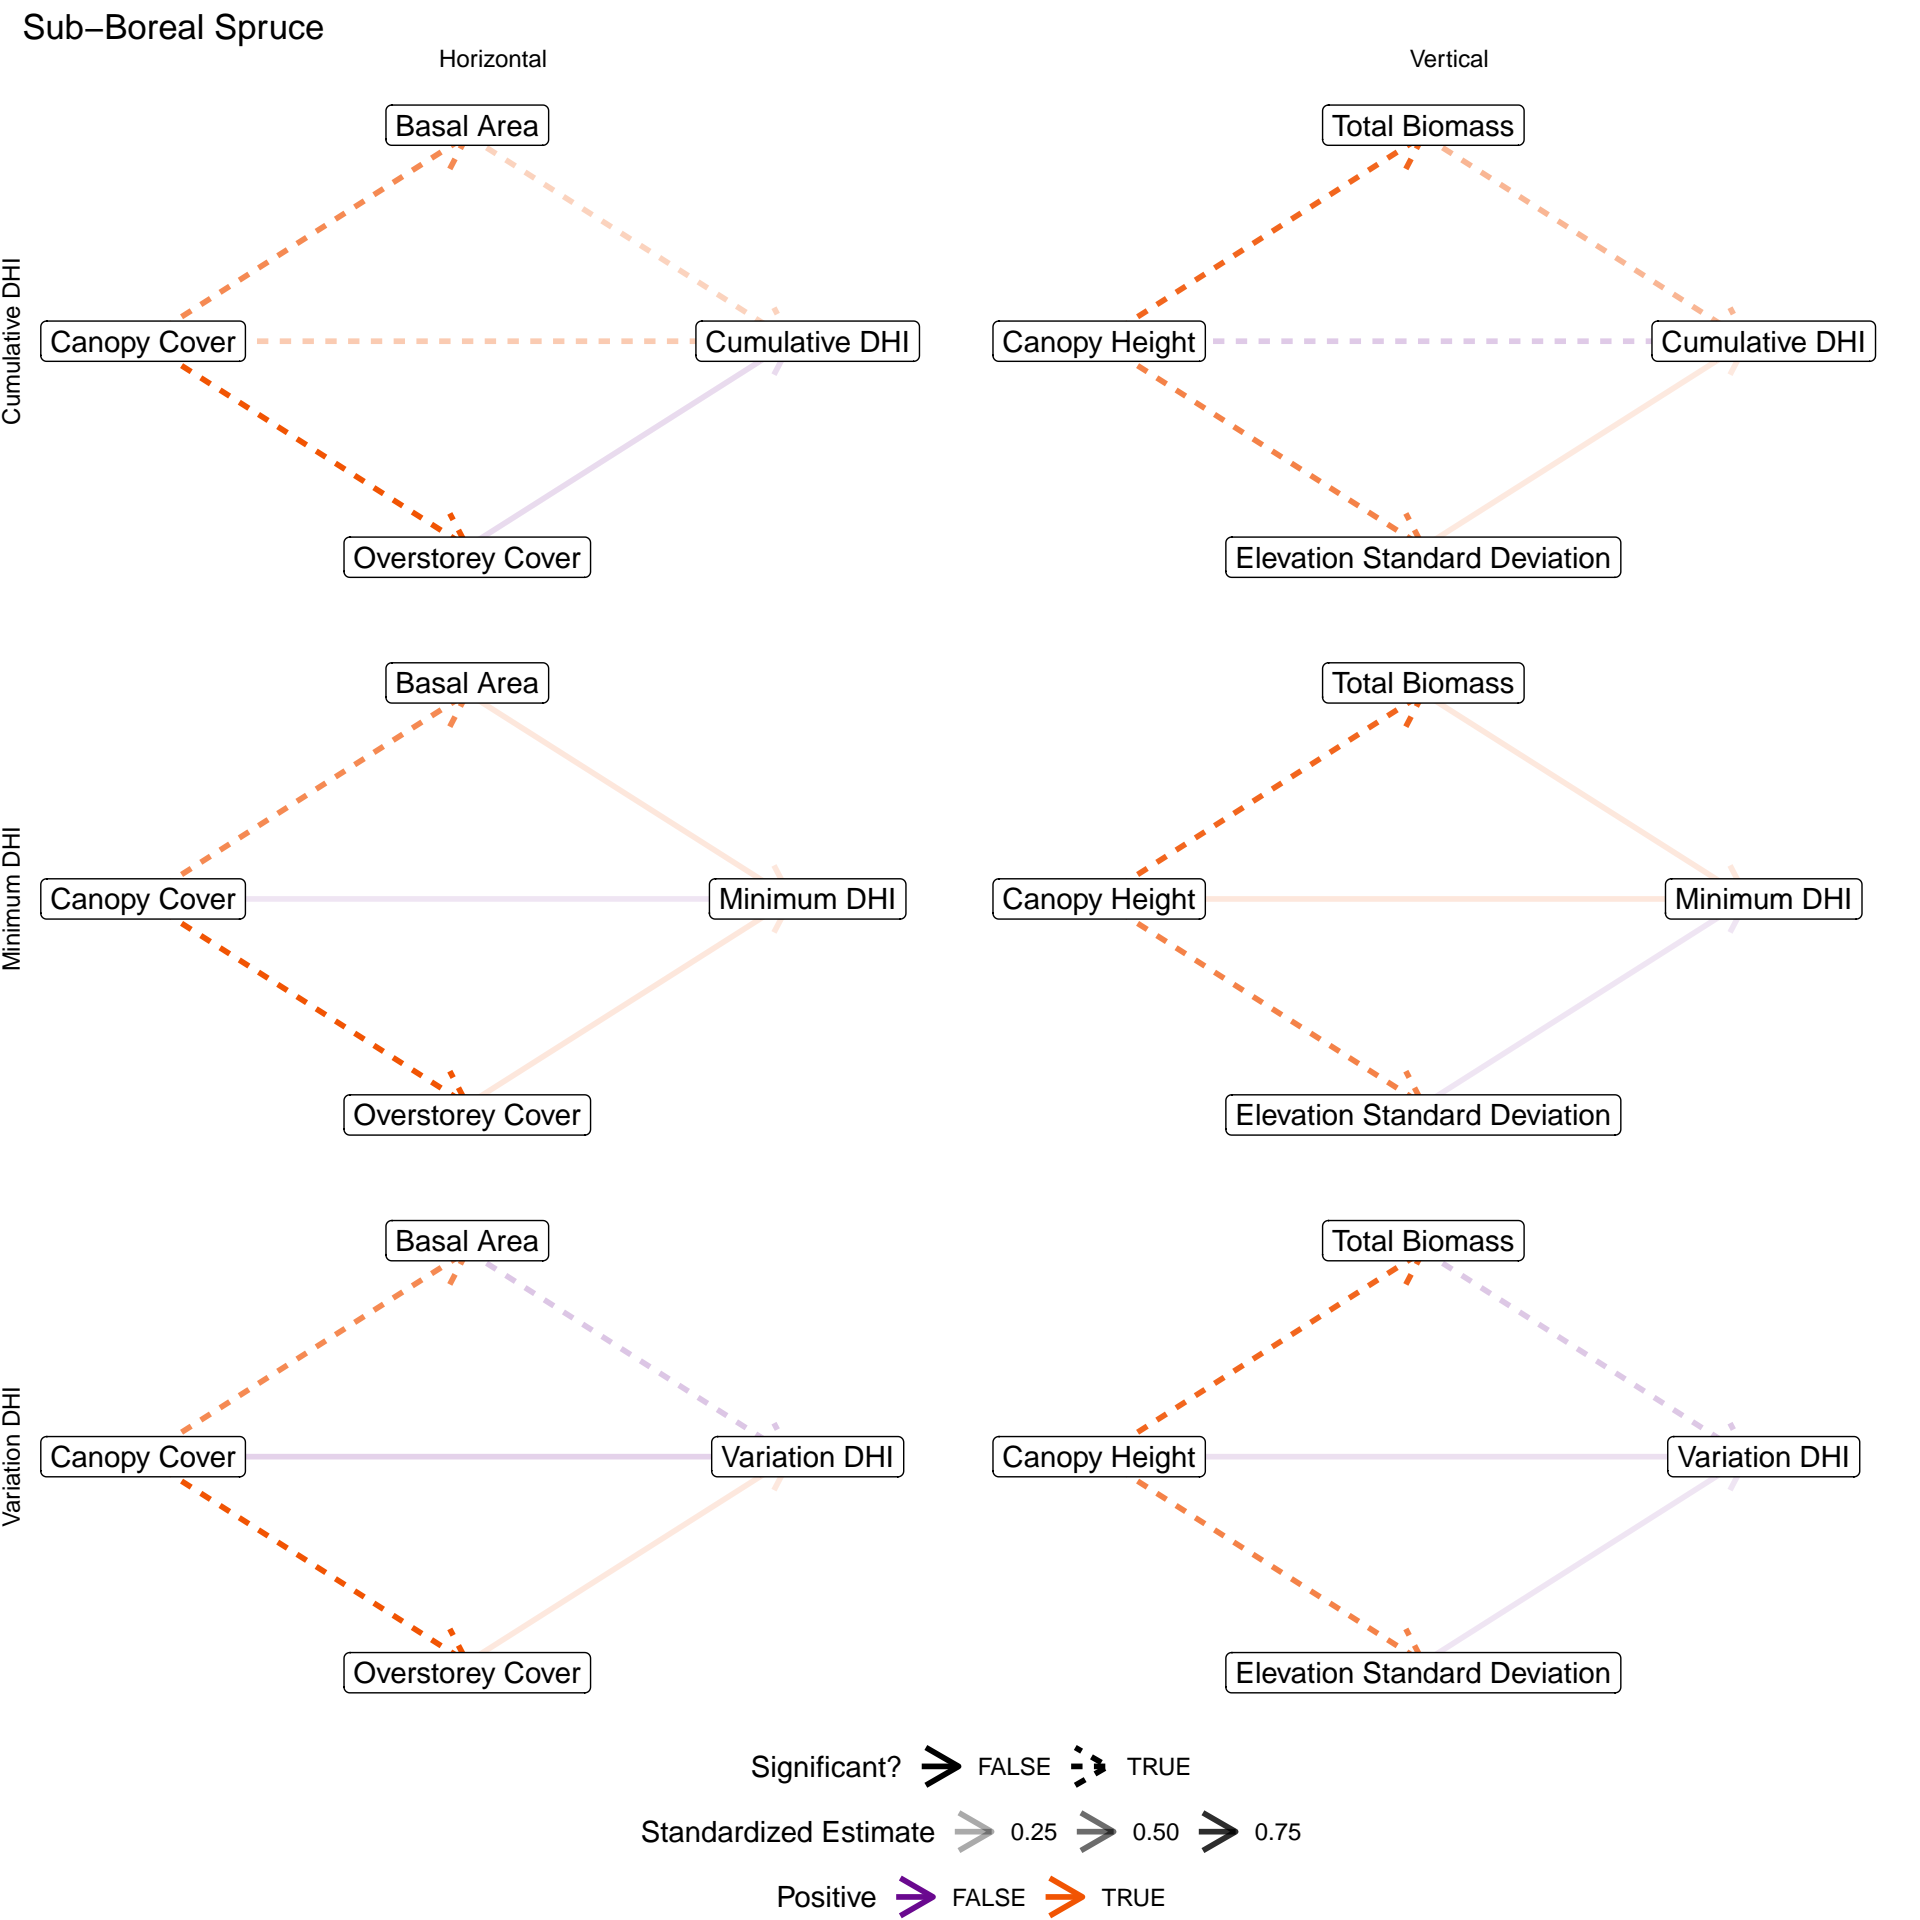 Sub−Boreal Spruce
Horizontal
Vertical
Cumulative DHI
Basal Area
Total Biomass
Canopy Cover
Cumulative DHI
Canopy Height
Cumulative DHI
Overstorey Cover
Elevation Standard Deviation
Minimum DHI
Basal Area
Total Biomass
Canopy Cover
Minimum DHI
Canopy Height
Minimum DHI
Overstorey Cover
Elevation Standard Deviation
Variation DHI
Basal Area
Total Biomass
Canopy Cover
Variation DHI
Canopy Height
Variation DHI
Overstorey Cover
Elevation Standard Deviation
Significant? FALSE TRUE
Standardized Estimate 0.25 0.50 0.75
Positive FALSE TRUE